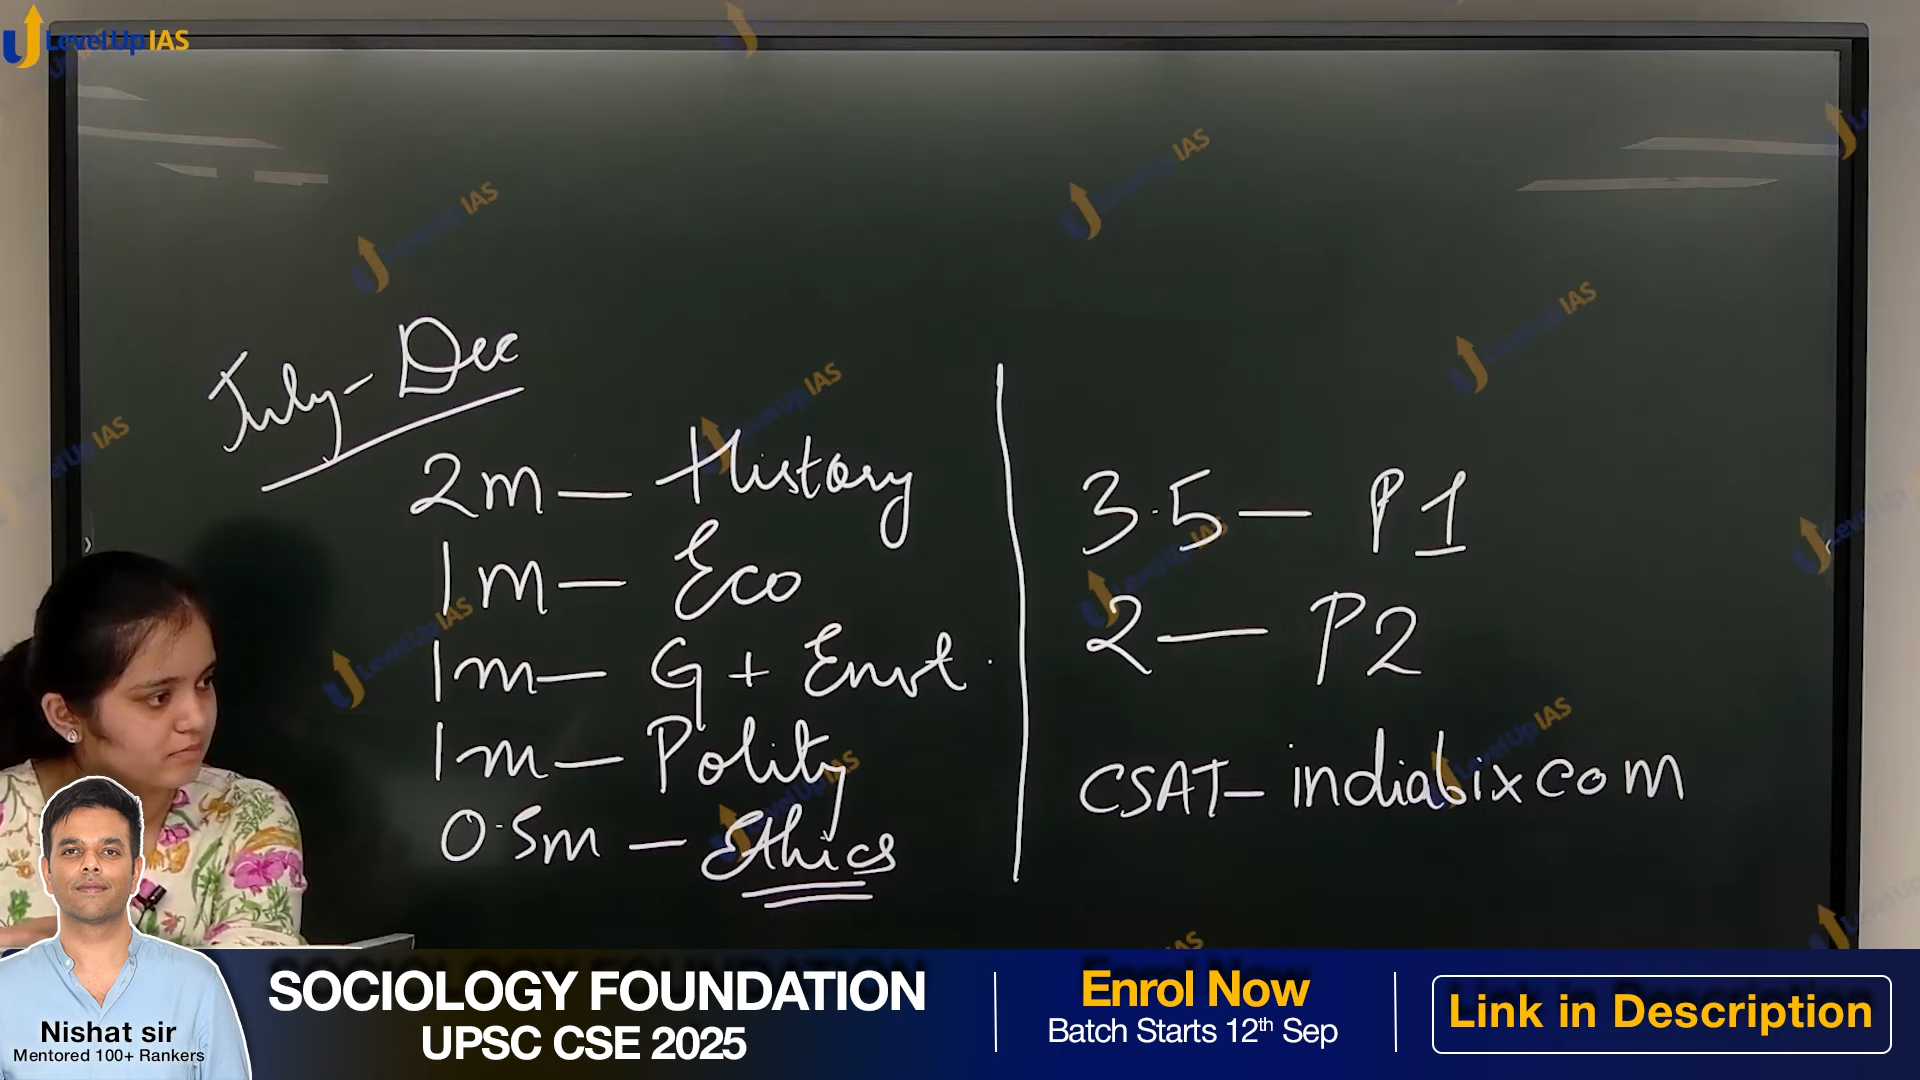 LevelUp IAS
July - Dec
2m — History
1m — Eco
1m — G + Envt.
1m — Polity
0.5m — Ethics
3.5 — P1
2 — P2
CSAT — indiabix com
Nishat sir
Mentored 100+ Rankers
SOCIOLOGY FOUNDATION
UPSC CSE 2025
Enrol Now
Batch Starts 12th Sep
Link in Description